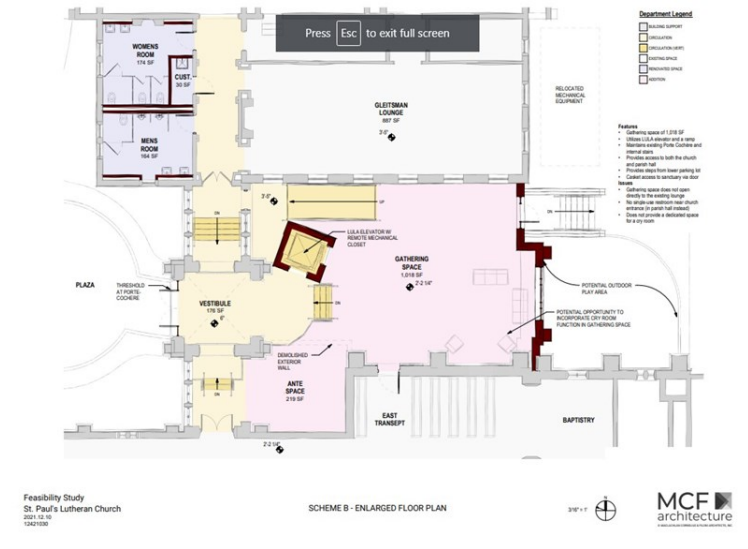 Press Esc to exit full screen
Department Legend
BUILDING SUPPORT
CIRCULATION
CIRCULATION (VERT)
EXISTING SPACE
RENOVATED SPACE
ADDITION
WOMENS
ROOM
174 SF
CUST.
30 SF
MENS
ROOM
164 SF
GLEITSMAN
LOUNGE
887 SF
3'-5"
RELOCATED
MECHANICAL
EQUIPMENT
Features
• Gathering space of 1,018 SF
• Utilizes LULA elevator and a ramp
• Maintains existing Porte Cochère and
internal stairs
• Provides access to both the church
and parish hall
• Provides steps from lower parking lot
• Casket access to sanctuary via door
Issues
• Gathering space does not open
directly to the existing lounge
• No single-use restroom near church
entrance (in parish hall instead)
• Does not provide a dedicated space
for a cry room
3'-5"
UP
DN
DN
LULA ELEVATOR W/
REMOTE MECHANICAL
CLOSET
GATHERING
SPACE
1,018 SF
2'-2 1/4"
PLAZA
THRESHOLD
AT PORTE-
COCHERE
VESTIBULE
176 SF
6"
DN
POTENTIAL OUTDOOR
PLAY AREA
POTENTIAL OPPORTUNITY TO
INCORPORATE CRY ROOM
FUNCTION IN GATHERING SPACE
DEMOLISHED
EXTERIOR
WALL
ANTE
SPACE
219 SF
DN
EAST
TRANSEPT
BAPTISTRY
2'-2 1/4"
Feasibility Study
St. Paul's Lutheran Church
2021.12.10
13421030
SCHEME B - ENLARGED FLOOR PLAN
3/16" = 1'
N
MCF
architecture